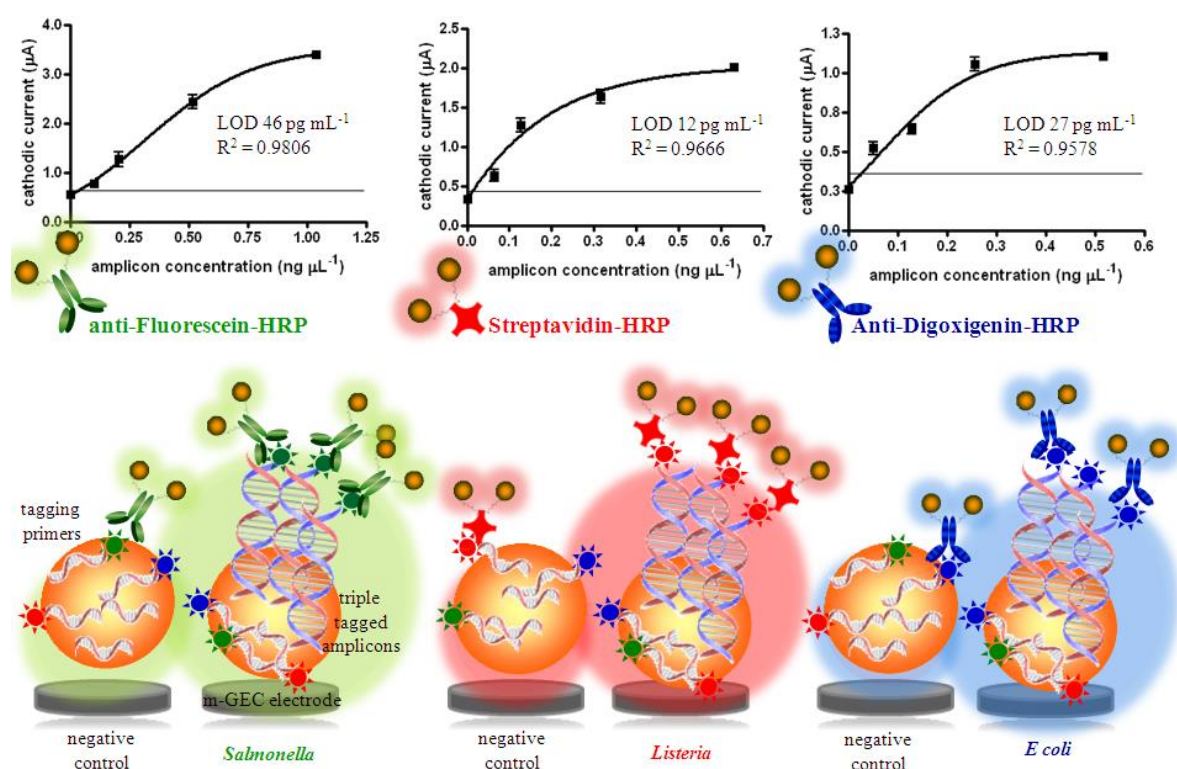 cathodic current (µA)
4.0
3.0
2.0
1.0
0.0
LOD 46 pg mL⁻¹
R² = 0.9806
0.25
0.50
0.75
1.00
1.25
amplicon concentration (ng µL⁻¹)
anti-Fluorescein-HRP
cathodic current (µA)
2.5
2.0
1.5
1.0
0.5
0.0
LOD 12 pg mL⁻¹
R² = 0.9666
0.0
0.1
0.2
0.3
0.4
0.5
0.6
0.7
amplicon concentration (ng µL⁻¹)
Streptavidin-HRP
cathodic current (µA)
1.3
1.0
0.8
0.5
0.3
0.0
LOD 27 pg mL⁻¹
R² = 0.9578
0.0
0.1
0.2
0.3
0.4
0.5
0.6
amplicon concentration (ng µL⁻¹)
Anti-Digoxigenin-HRP
tagging
primers
triple
tagged
amplicons
m-GEC electrode
negative
control
Salmonella
negative
control
Listeria
negative
control
E coli